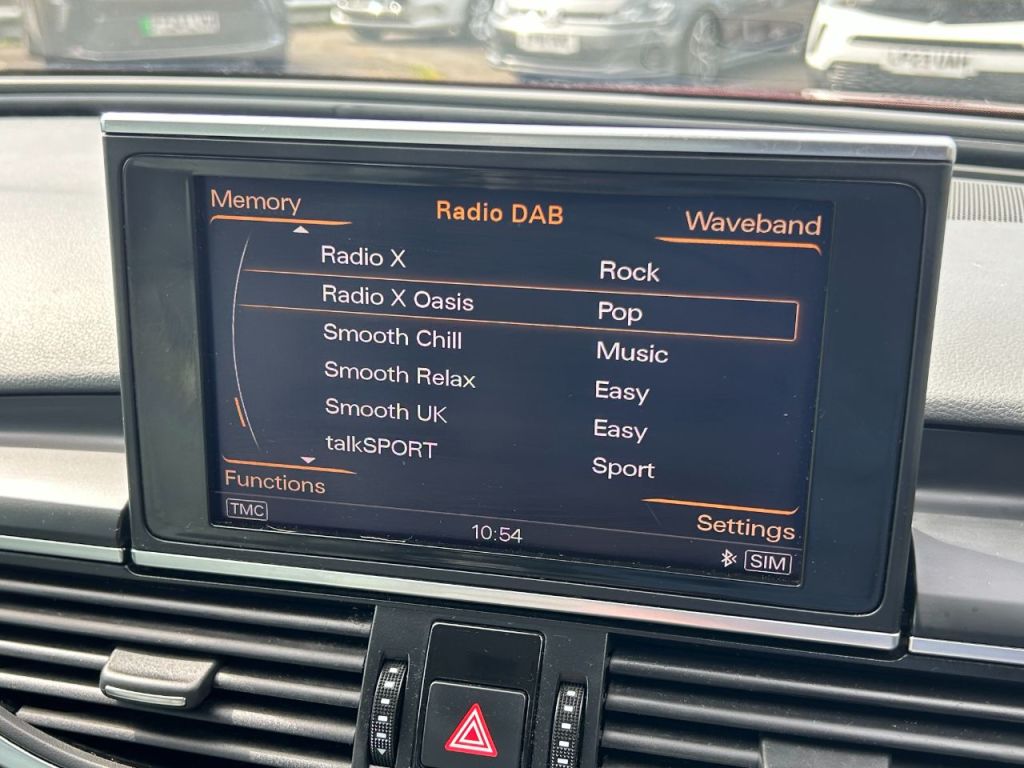 Memory
Radio DAB
Waveband
Radio X Rock
Radio X Oasis Pop
Smooth Chill Music
Smooth Relax Easy
Smooth UK Easy
talkSPORT Sport
Functions
Settings
TMC
10:54
SIM